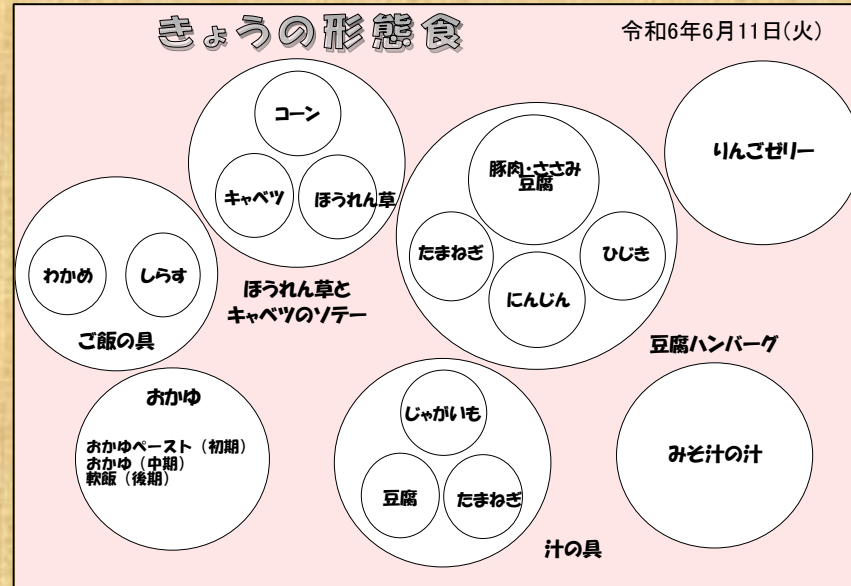 きょうの形態食
令和6年6月11日(火)
コーン
キャベツ
ほうれん草
ほうれん草と
キャベツのソテー
豚肉・ささみ
豆腐
たまねぎ
ひじき
にんじん
豆腐ハンバーグ
りんごゼリー
わかめ
しらす
ご飯の具
おかゆ
おかゆペースト（初期）
おかゆ（中期）
軟飯（後期）
じゃがいも
豆腐
たまねぎ
汁の具
みそ汁の汁